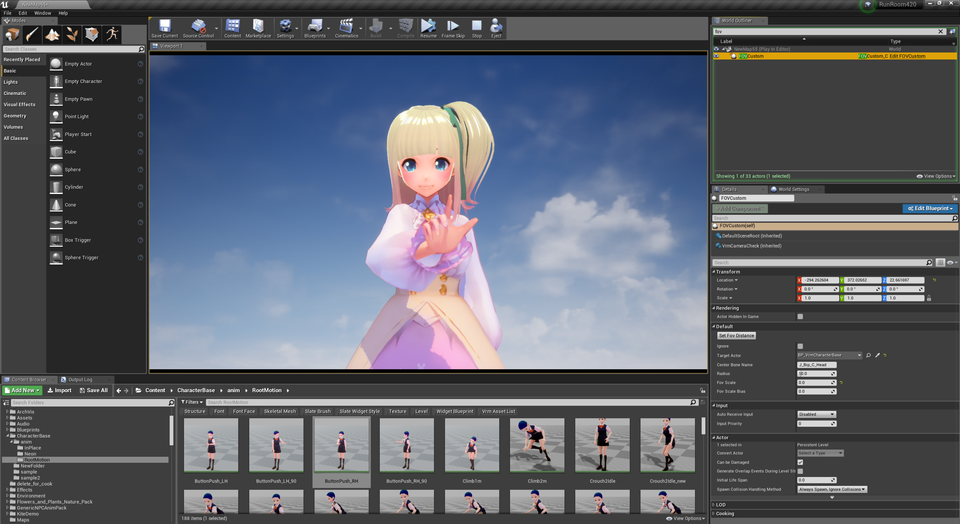 RunRoom420
File Edit Window Help
Modes
Search Classes
Recently Placed
Basic
Lights
Cinematic
Visual Effects
Geometry
Volumes
All Classes
Empty Actor
Empty Character
Empty Pawn
Point Light
Player Start
Cube
Sphere
Cylinder
Cone
Plane
Box Trigger
Sphere Trigger
Save Current Source Control Content Marketplace Settings Blueprints Cinematics Build Compile Resume Frame Skip Stop Eject
Viewport 1
World Outliner
fov
Label Type
World
Custom Custom_C Edit FOVCustom
Showing 1 of 33 actors (1 selected) View Options
Details World Settings
FOVCustom
Edit Blueprint
Search
FOVCustom(self)
DefaultSceneRoot (Inherited)
VrmCameraCheck (Inherited)
Search
Transform
Location -294.262604 372.02662
Rotation 0.0° 0.0° 0.0°
Scale 1.0 1.0 1.0
Rendering
Actor Hidden In Game
Default
Set Fov Distance
Ignore
Target Actor BP_VrmCharacterBase
Center Bone Name J_Bip_C_Head
Radius
Fov Scale 0.0
Fov Scale Bias 0.0
Input
Auto Receive Input Disabled
Input Priority 0
Actor
1 selected in Persistent Level
Convert Actor Select a Type
Can be Damaged
Generate Overlap Events During Level Str
Initial Life Span 0.0
Spawn Collision Handling Method Always Spawn, Ignore Collisions
LOD
Cooking
Content Browser Output Log
Add New Import Save All Content CharacterBase anim RootMotion
Search Folders
Filters Search RootMotion
Structure Font Font Face Skeletal Mesh Slate Brush Slate Widget Style Texture Level Widget Blueprint Vrm Asset List
Archvis
Assets
Audio
Blueprints
CharacterBase
anim
InPlace
Neon
RootMotion
NewFolder
sample
sample2
delete_for_cook
Effects
Environment
Flowers_and_Plants_Nature_Pack
GenericNPCAnimPack
KiteDemo
Maps
ButtonPush_LH ButtonPush_LH_90 ButtonPush_RH ButtonPush_RH_90 Climb1m Climb2m Crouch2Idle Crouch2Idle_new
188 items (1 selected) View Options